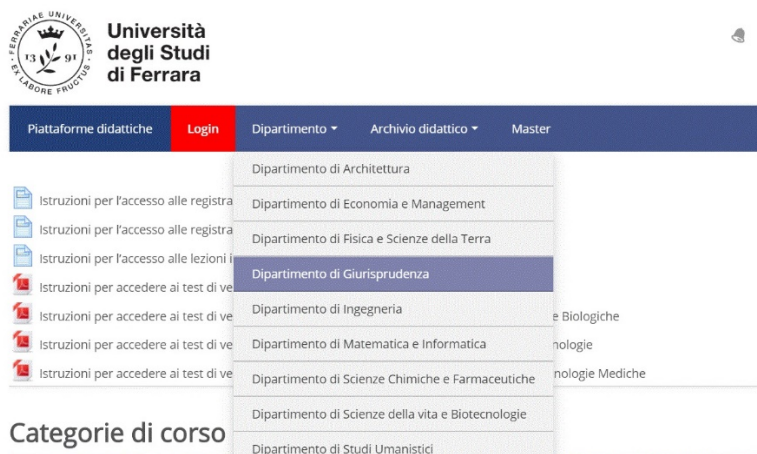 FERRARIAE UNIVERSITAS
13 91
EX LABORE FRUCTUS
Università
degli Studi
di Ferrara
Piattaforme didattiche Login Dipartimento Archivio didattico Master
Dipartimento di Architettura
Istruzioni per l'accesso alle registra Dipartimento di Economia e Management
Istruzioni per l'accesso alle registra Dipartimento di Fisica e Scienze della Terra
Istruzioni per l'accesso alle lezioni i
Istruzioni per accedere ai test di ve Dipartimento di Giurisprudenza
Istruzioni per accedere ai test di ve Dipartimento di Ingegneria e Biologiche
Istruzioni per accedere ai test di ve Dipartimento di Matematica e Informatica nologie
Istruzioni per accedere ai test di ve Dipartimento di Scienze Chimiche e Farmaceutiche nologie Mediche
Dipartimento di Scienze della vita e Biotecnologie
Categorie di corso
Dipartimento di Studi Umanistici